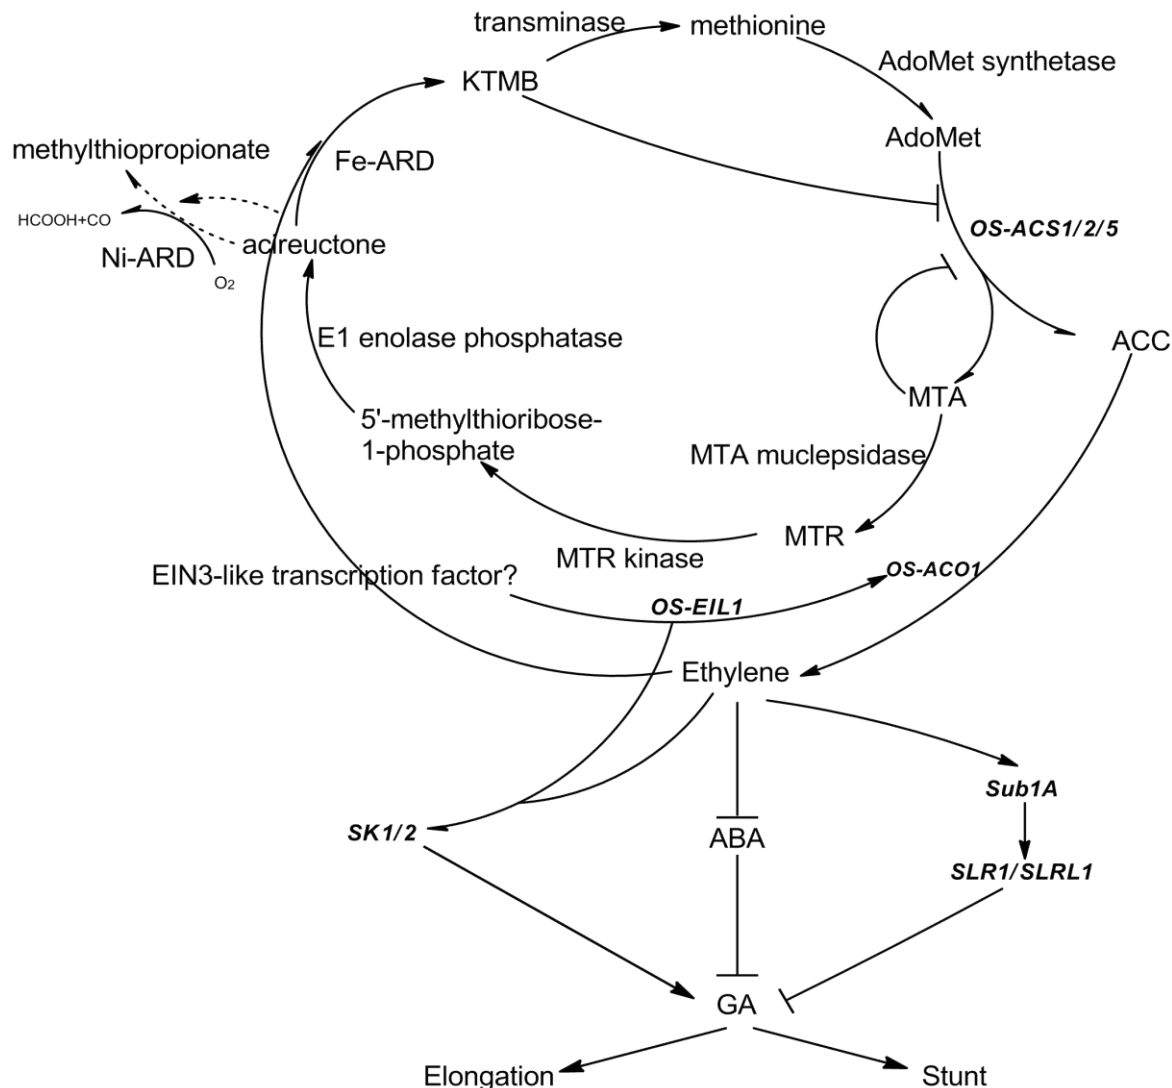 transminase
methionine
AdoMet synthetase
KTMB
AdoMet
methylthiopropionate
Fe-ARD
HCOOH+CO
acireuctone
OS-ACS1/2/5
Ni-ARD
O2
E1 enolase phosphatase
ACC
MTA
5'-methylthioribose-
1-phosphate
MTA muclepsidase
MTR
MTR kinase
OS-ACO1
EIN3-like transcription factor?
OS-EIL1
Ethylene
Sub1A
SK1/2
ABA
SLR1/SLRL1
GA
Elongation
Stunt